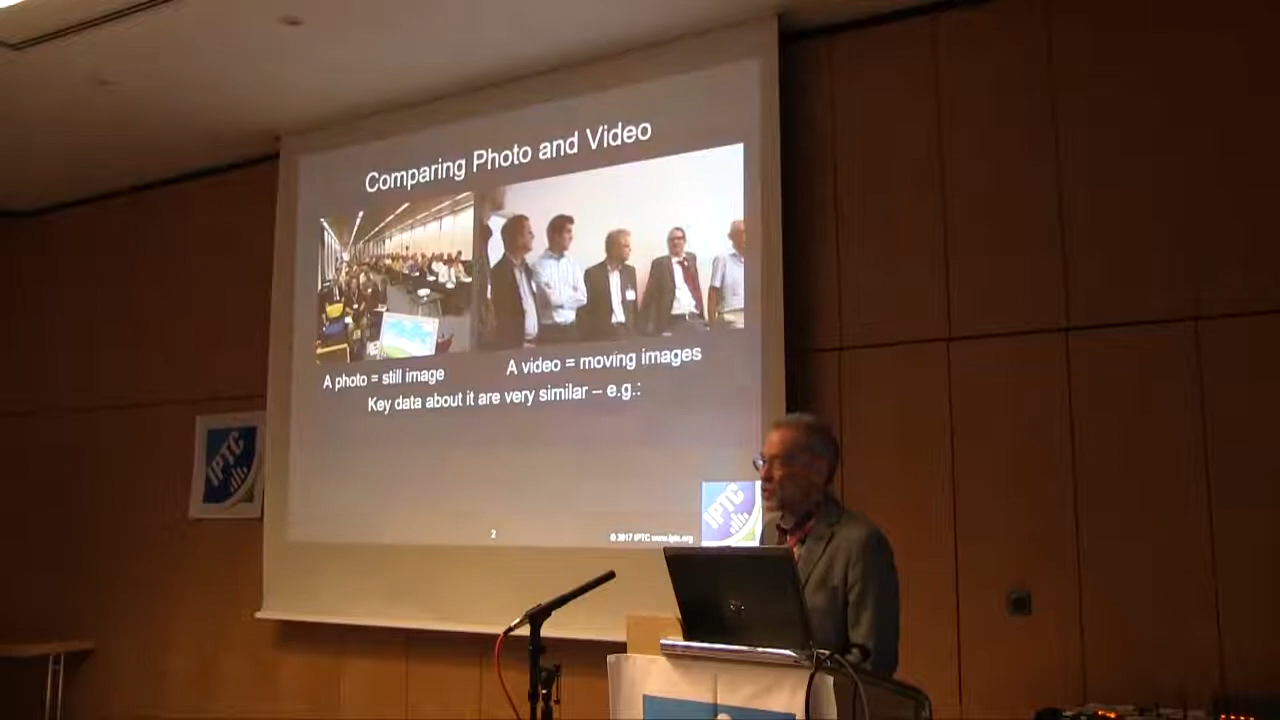 Comparing Photo and Video
A photo = still image
A video = moving images
Key data about it are very similar – e.g.:
IPTC
IPTC
2
© 2017 IPTC www.iptc.org